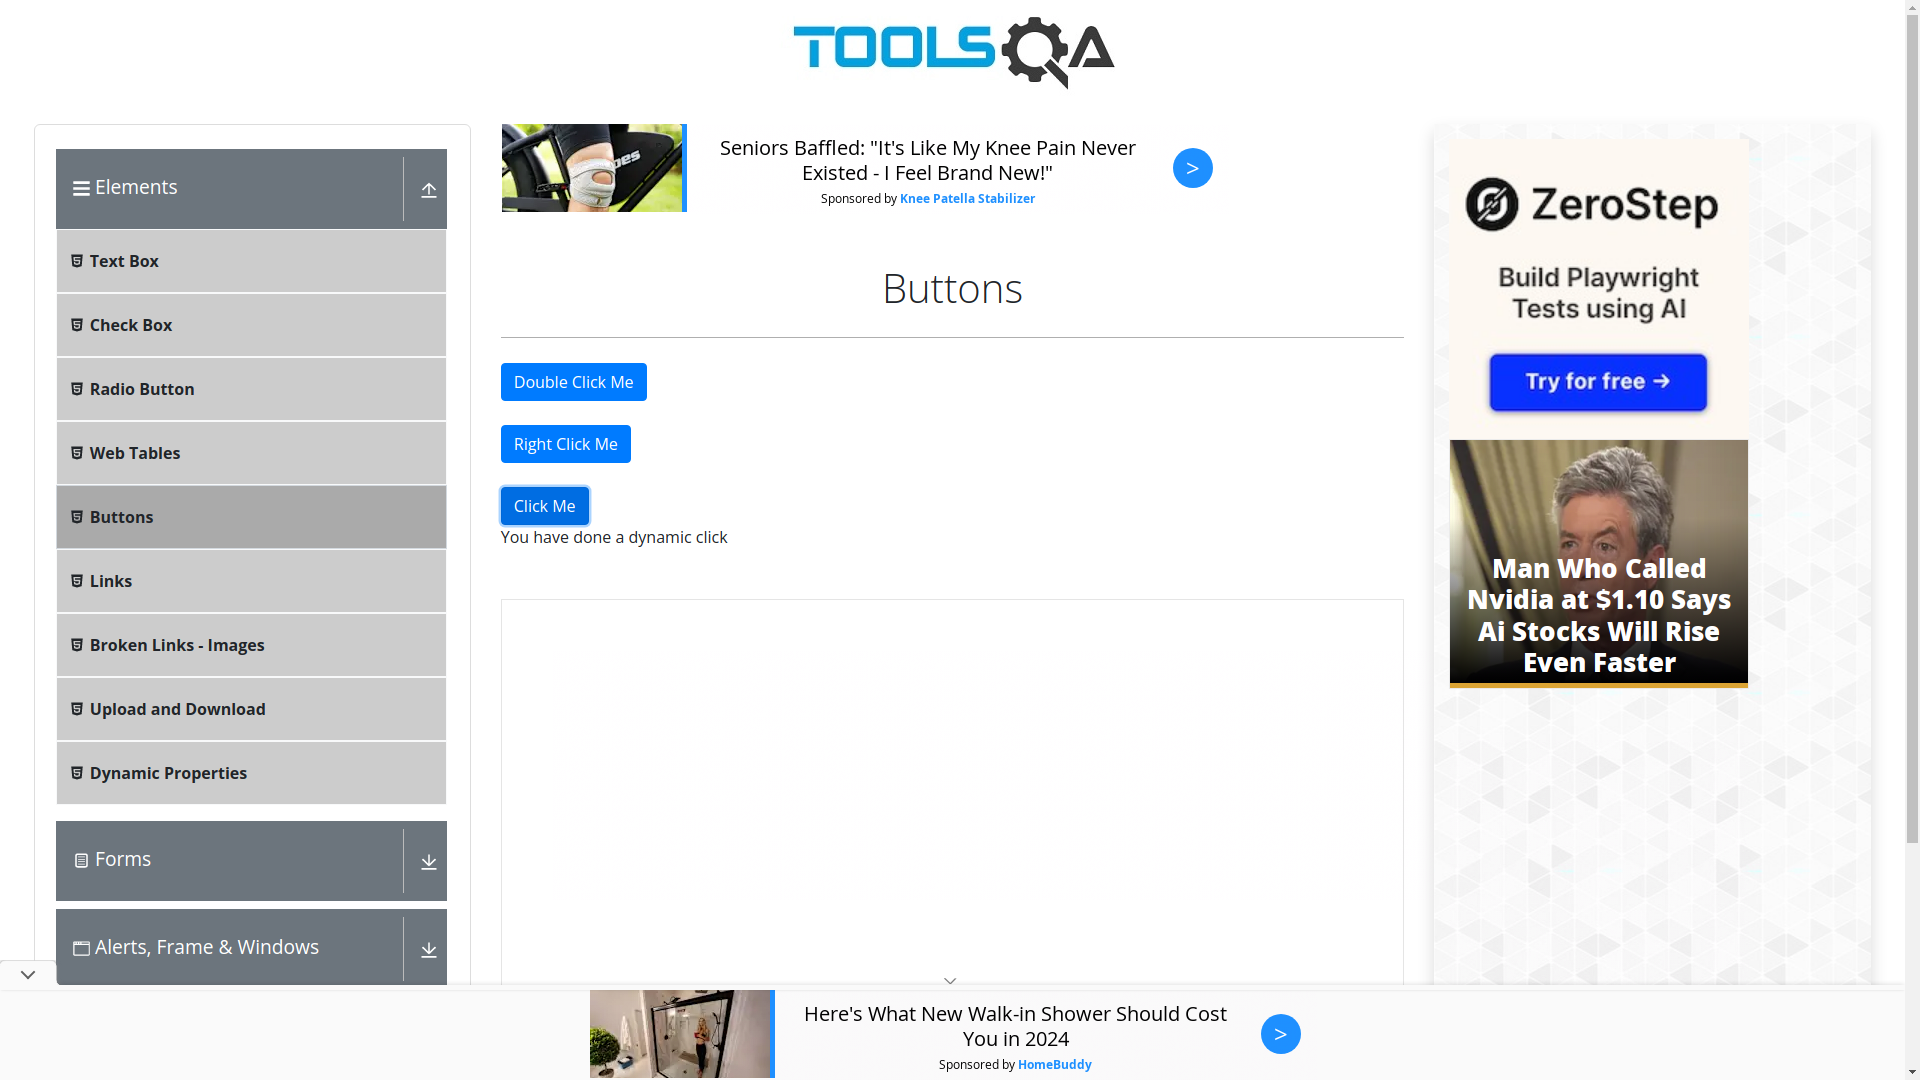 TOOLSQA
Elements
Text Box
Check Box
Radio Button
Web Tables
Buttons
Links
Broken Links - Images
Upload and Download
Dynamic Properties
Forms
Alerts, Frame & Windows
Seniors Baffled: "It's Like My Knee Pain Never
Existed - I Feel Brand New!"
Sponsored by Knee Patella Stabilizer
>
Buttons
Double Click Me
Right Click Me
Click Me
You have done a dynamic click
ZeroStep
Build Playwright
Tests using AI
Try for free →
Man Who Called
Nvidia at $1.10 Says
Ai Stocks Will Rise
Even Faster
Here's What New Walk-in Shower Should Cost
You in 2024
Sponsored by HomeBuddy
>